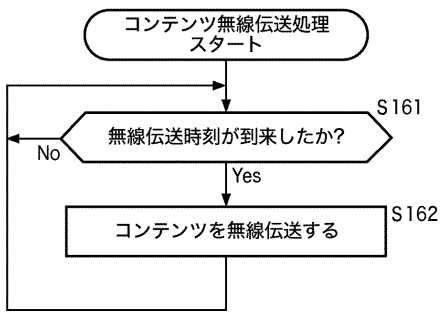 コンテンツ無線伝送処理
スタート
S161
無線伝送時刻が到来したか?
No
Yes
S162
コンテンツを無線伝送する